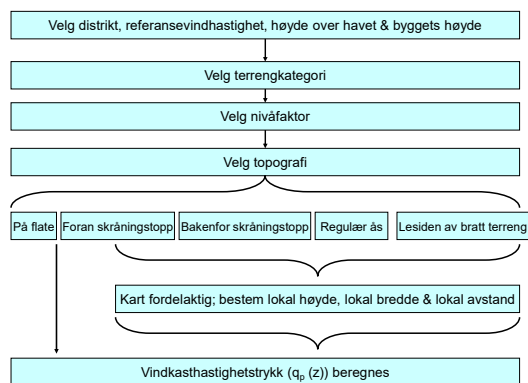 Velg distrikt, referansevindhastighet, høyde over havet & byggets høyde
Velg terrengkategori
Velg nivåfaktor
Velg topografi
På flate
Foran skråningstopp
Bakenfor skråningstopp
Regulær ås
Lesiden av bratt terreng
Kart fordelaktig; bestem lokal høyde, lokal bredde & lokal avstand
Vindkasthastighetstrykk (qp (z)) beregnes